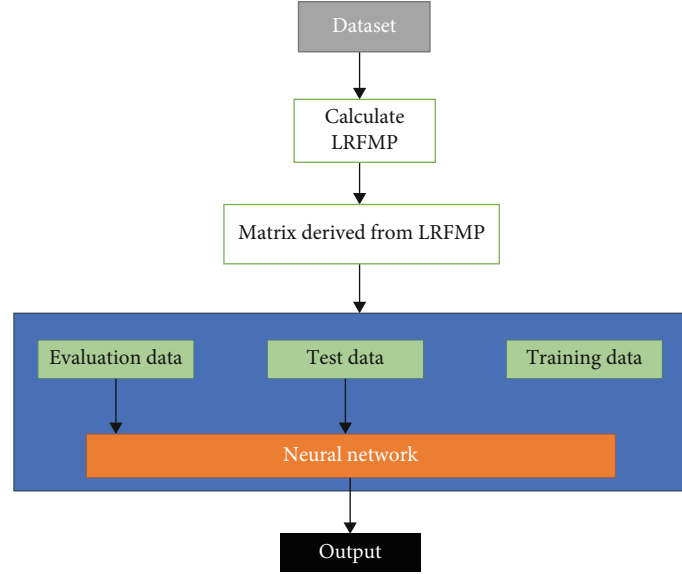 Dataset
Calculate
LRFMP
Matrix derived from LRFMP
Evaluation data
Test data
Training data
Neural network
Output